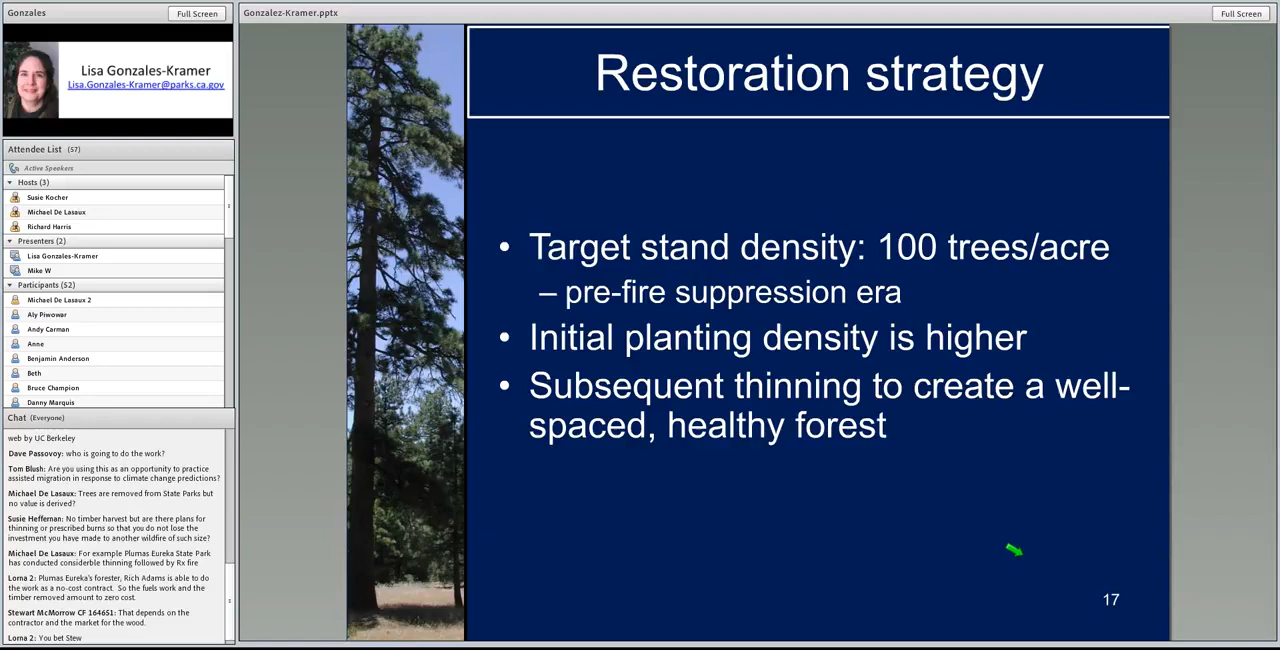 Gonzales
Full Screen
Lisa Gonzales-Kramer
Lisa.Gonzales-Kramer@parks.ca.gov
Attendee List (57)
Active Speakers
Hosts (3)
Susie Kocher
Michael De Lasaux
Richard Harris
Presenters (2)
Lisa Gonzales-Kramer
Mike W
Participants (52)
Michael De Lasaux 2
Aly Piwowar
Andy Carman
Anne
Benjamin Anderson
Beth
Bruce Champion
Danny Marquis
Chat (Everyone)
web by UC Berkeley
Dave Passovoy: who is going to do the work?
Tom Blush: Are you using this as an opportunity to practice
assisted migration in response to climate change predictions?
Michael De Lasaux: Trees are removed from State Parks but
no value is derived?
Susie Heffernan: No timber harvest but are there plans for
thinning or prescribed burns so that you do not lose the
investment you have made to another wildfire of such size?
Michael De Lasaux: For example Plumas Eureka State Park
has conducted considerble thinning followed by Rx fire
Lorna 2: Plumas Eureka's forester, Rich Adams is able to do
the work as a no-cost contract. So the fuels work and the
timber removed amount to zero cost.
Stewart McMorrow CF 164651: That depends on the
contractor and the market for the wood.
Lorna 2: You bet Stew
Gonzalez-Kramer.pptx
Full Screen
Restoration strategy
• Target stand density: 100 trees/acre
– pre-fire suppression era
• Initial planting density is higher
• Subsequent thinning to create a well-
spaced, healthy forest
17